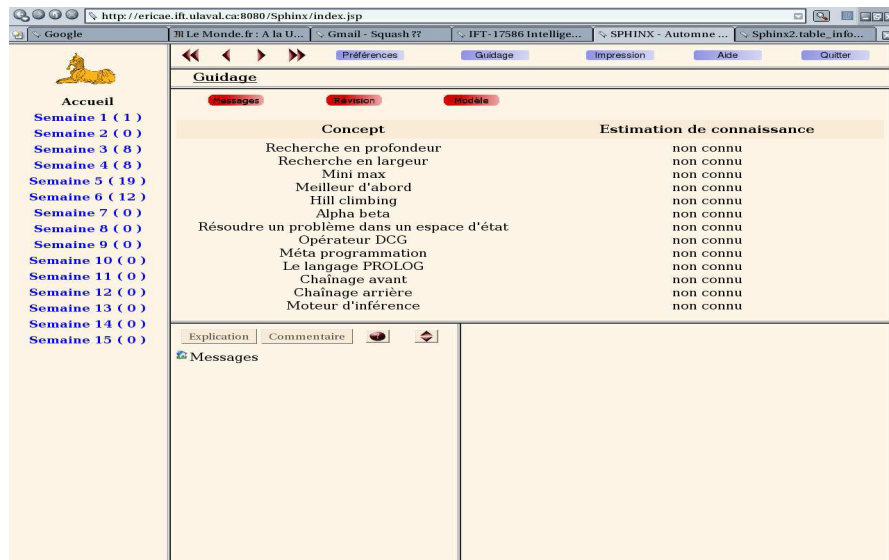 http://ericae.ift.ulaval.ca:8080/Sphinx/index.jsp
Google
Le Monde.fr : A la U...
Gmail - Squash ??
IFT-17586 Intellige...
SPHINX - Automne ...
Sphinx2.table_info...
Préférences
Guidage
Impression
Aide
Quitter
Guidage
Messages
Révision
Modèle
Accueil
Semaine 1 ( 1 )
Semaine 2 ( 0 )
Semaine 3 ( 8 )
Semaine 4 ( 8 )
Semaine 5 ( 19 )
Semaine 6 ( 12 )
Semaine 7 ( 0 )
Semaine 8 ( 0 )
Semaine 9 ( 0 )
Semaine 10 ( 0 )
Semaine 11 ( 0 )
Semaine 12 ( 0 )
Semaine 13 ( 0 )
Semaine 14 ( 0 )
Semaine 15 ( 0 )
Concept Estimation de connaissance
Recherche en profondeur non connu
Recherche en largeur non connu
Mini max non connu
Meilleur d'abord non connu
Hill climbing non connu
Alpha beta non connu
Résoudre un problème dans un espace d'état non connu
Opérateur DCG non connu
Méta programmation non connu
Le langage PROLOG non connu
Chaînage avant non connu
Chaînage arrière non connu
Moteur d'inférence non connu
Explication
Commentaire
Messages